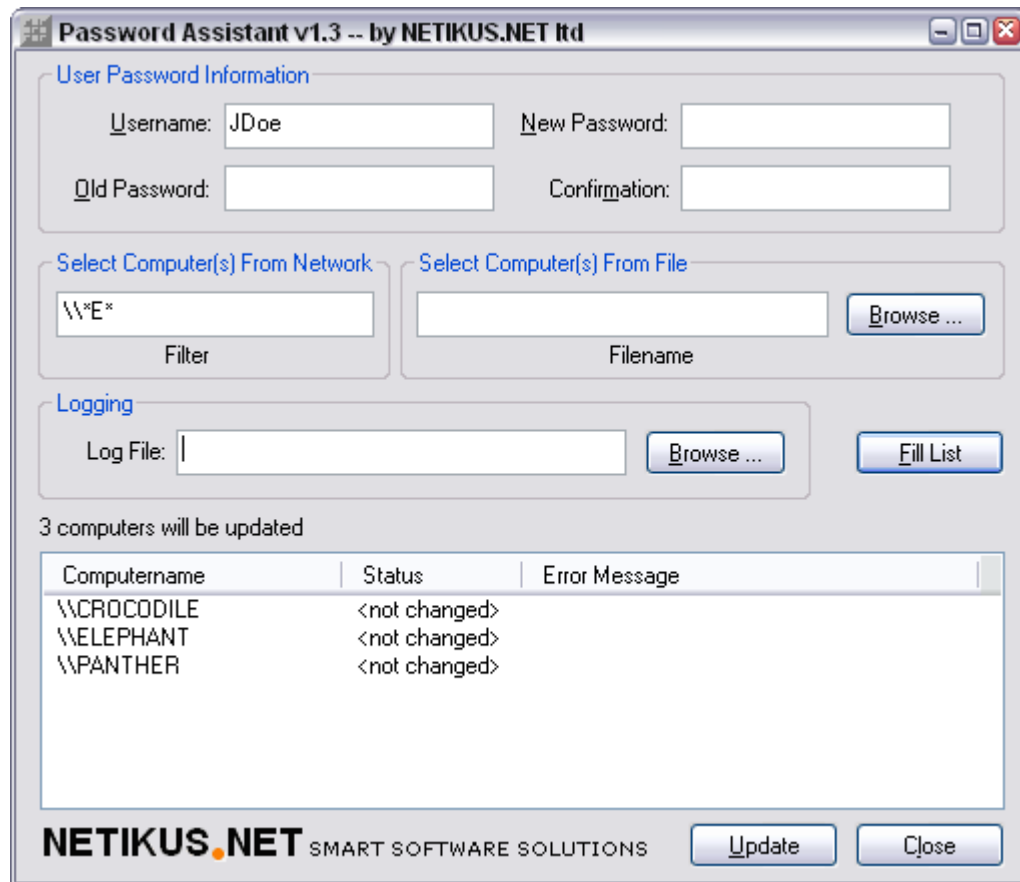 Password Assistant v1.3 -- by NETIKUS.NET ltd
User Password Information
Username: JDoe New Password:
Old Password: Confirmation:
Select Computer(s) From Network Select Computer(s) From File
\\*E* Browse ...
Filter Filename
Logging
Log File: Browse ... Fill List
3 computers will be updated
Computername Status Error Message
\\CROCODILE <not changed>
\\ELEPHANT <not changed>
\\PANTHER <not changed>
NETIKUS.NET SMART SOFTWARE SOLUTIONS Update Close